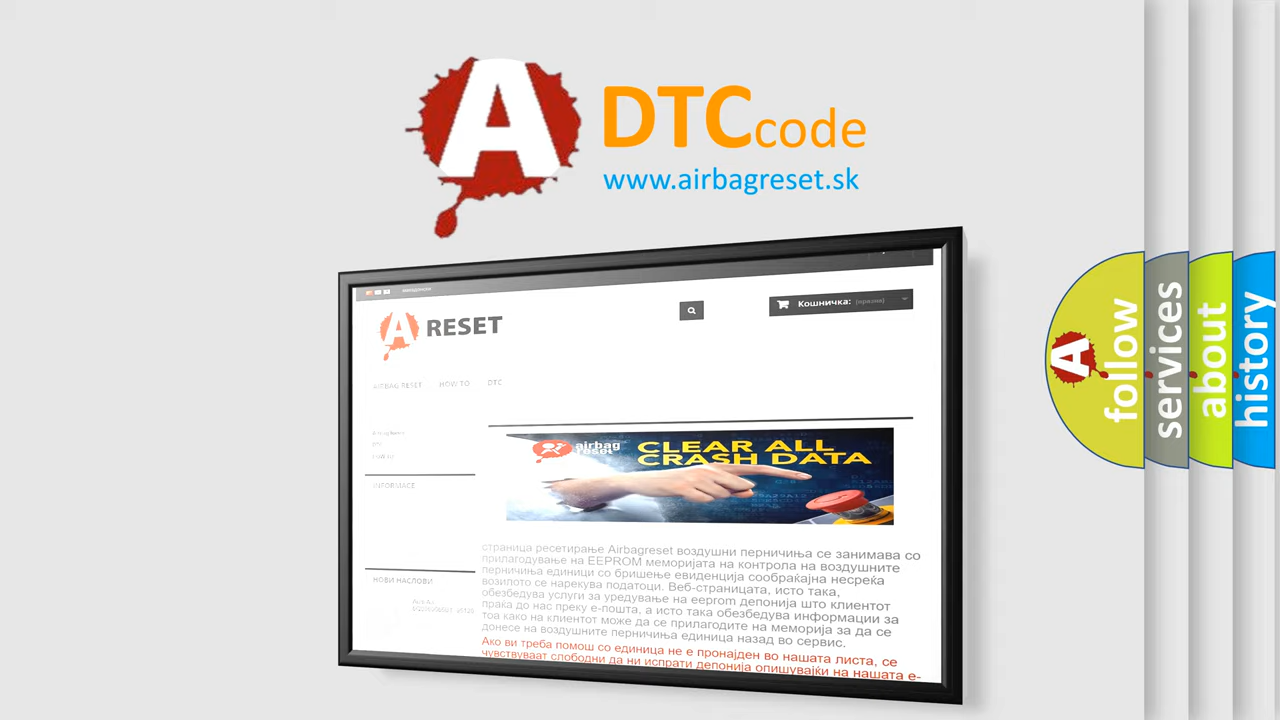 A
DTCcode
www.airbagreset.sk
македонски
Кошничка: (празни)
A RESET
AIRBAG RESET HOW TO DTC
DTC
INFORMACE
airbag
reset
CLEAR ALL
CRASH DATA
страница ресетирање Airbagreset воздушни перничиња се занимава со
прилагодување на EEPROM меморијата на контрола на воздушните
перничиња единици со бришење евиденција сообраќајна несреќа
возилото се нарекува податоци. Веб-страницата, исто така,
обезбедува услуги за уредување на eeprom депонија што клиентот
праќа до нас преку е-пошта, а исто така обезбедува информации за
тоа како на клиентот може да се прилагодите на меморија за да се
донесе на воздушните перничиња единица назад во сервис.
Ако ви треба помош со единица не е пронајден во нашата листа, се
чувствуваат слободни да ни испрати депонија опишувајќи на нашата е-
НОВИ НАСЛОВИ
A
follow
services
about
history